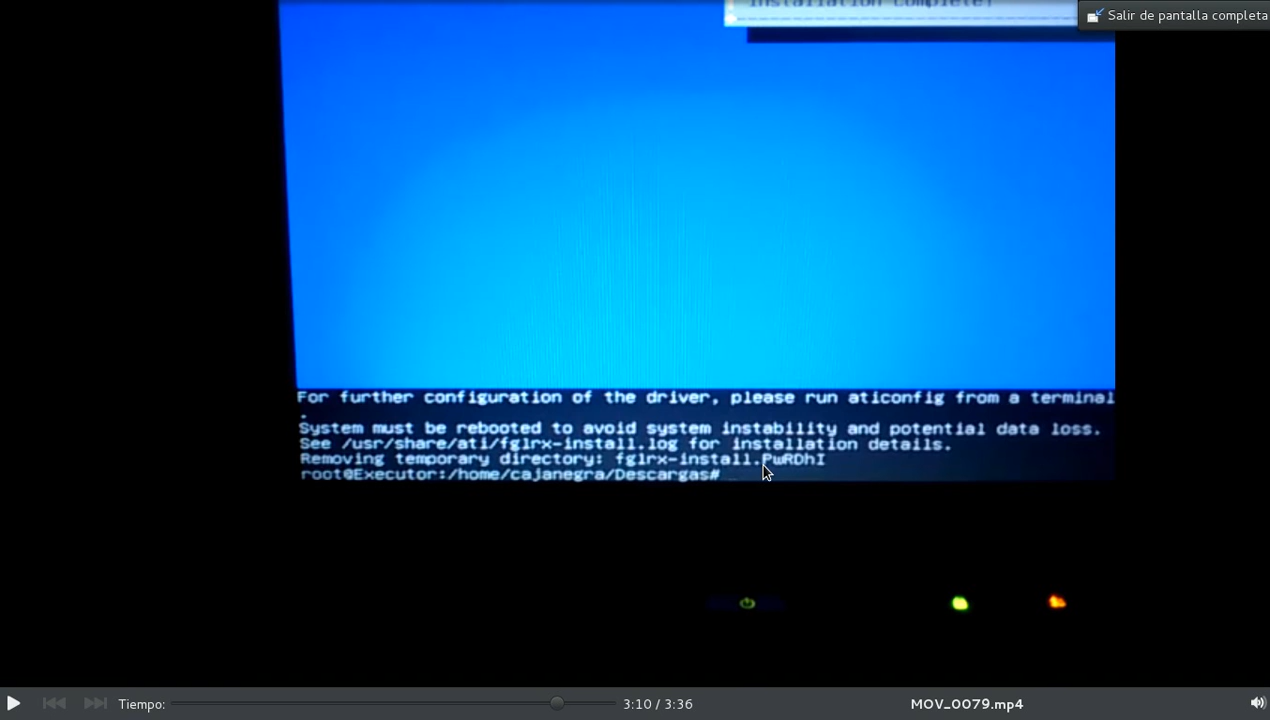 Installation Complete!
Salir de pantalla completa
For further configuration of the driver, please run aticonfig from a terminal
.
System must be rebooted to avoid system instability and potential data loss.
See /usr/share/ati/fglrx-install.log for installation details.
Removing temporary directory: fglrx-install.PwRDhI
root@Executor:/home/cajanegra/Descargas#
Tiempo:
3:10 / 3:36
MOV_0079.mp4